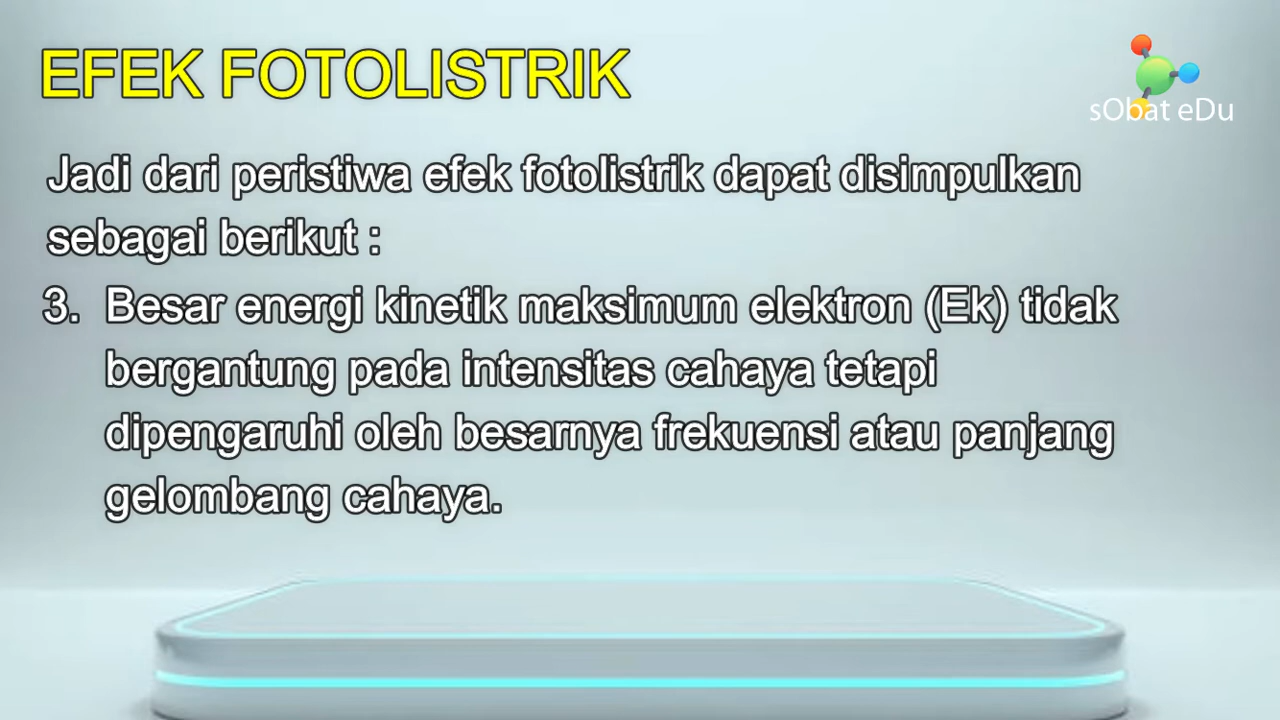 EFEK FOTOLISTRIK
sObat eDu
Jadi dari peristiwa efek fotolistrik dapat disimpulkan
sebagai berikut :
3. Besar energi kinetik maksimum elektron (Ek) tidak
bergantung pada intensitas cahaya tetapi
dipengaruhi oleh besarnya frekuensi atau panjang
gelombang cahaya.